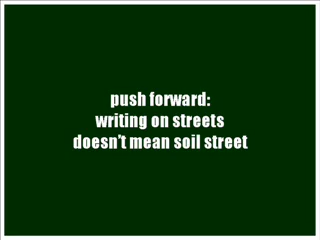 push forward:
writing on streets
doesn't mean soil street